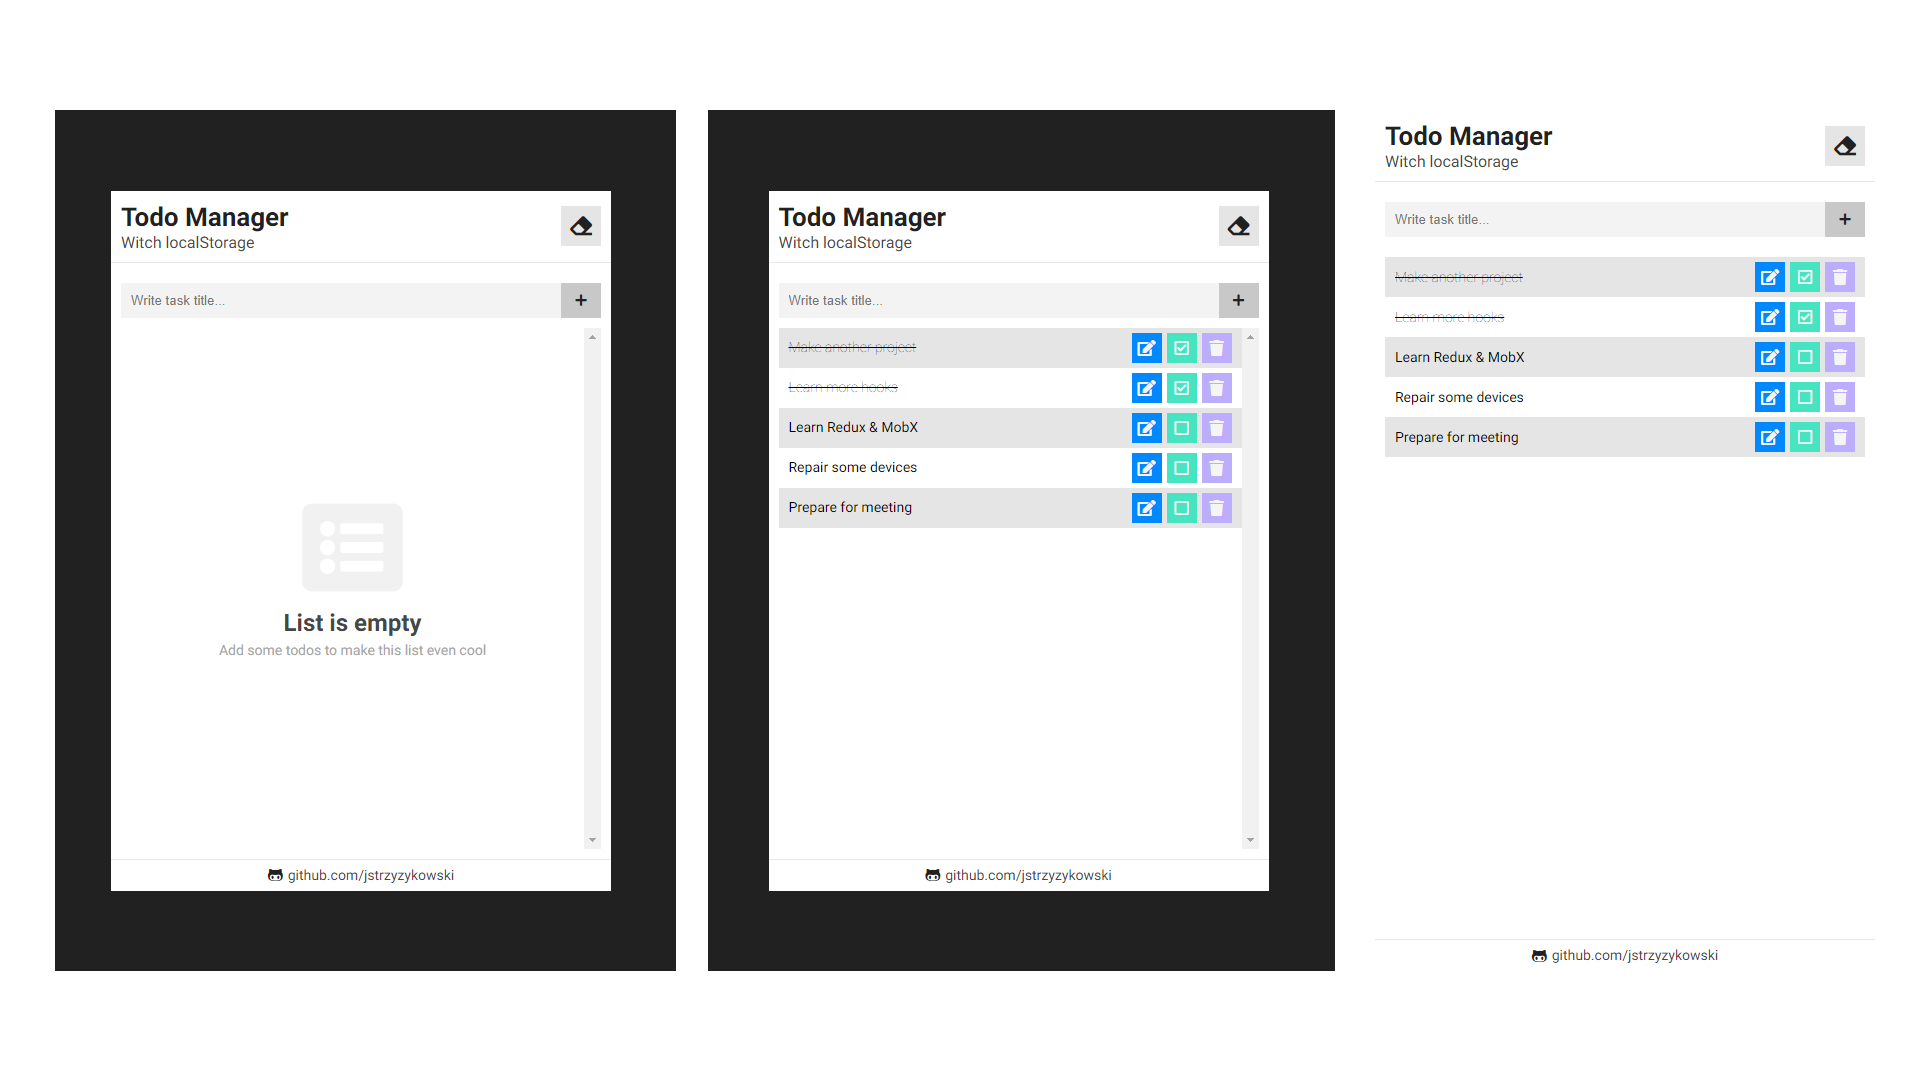 Todo Manager
Witch localStorage
Write task title...
+
List is empty
Add some todos to make this list even cool
github.com/jstrzyzykowski
Todo Manager
Witch localStorage
Write task title...
+
Make another project
Learn more hooks
Learn Redux & MobX
Repair some devices
Prepare for meeting
github.com/jstrzyzykowski
Todo Manager
Witch localStorage
Write task title...
+
Make another project
Learn more hooks
Learn Redux & MobX
Repair some devices
Prepare for meeting
github.com/jstrzyzykowski